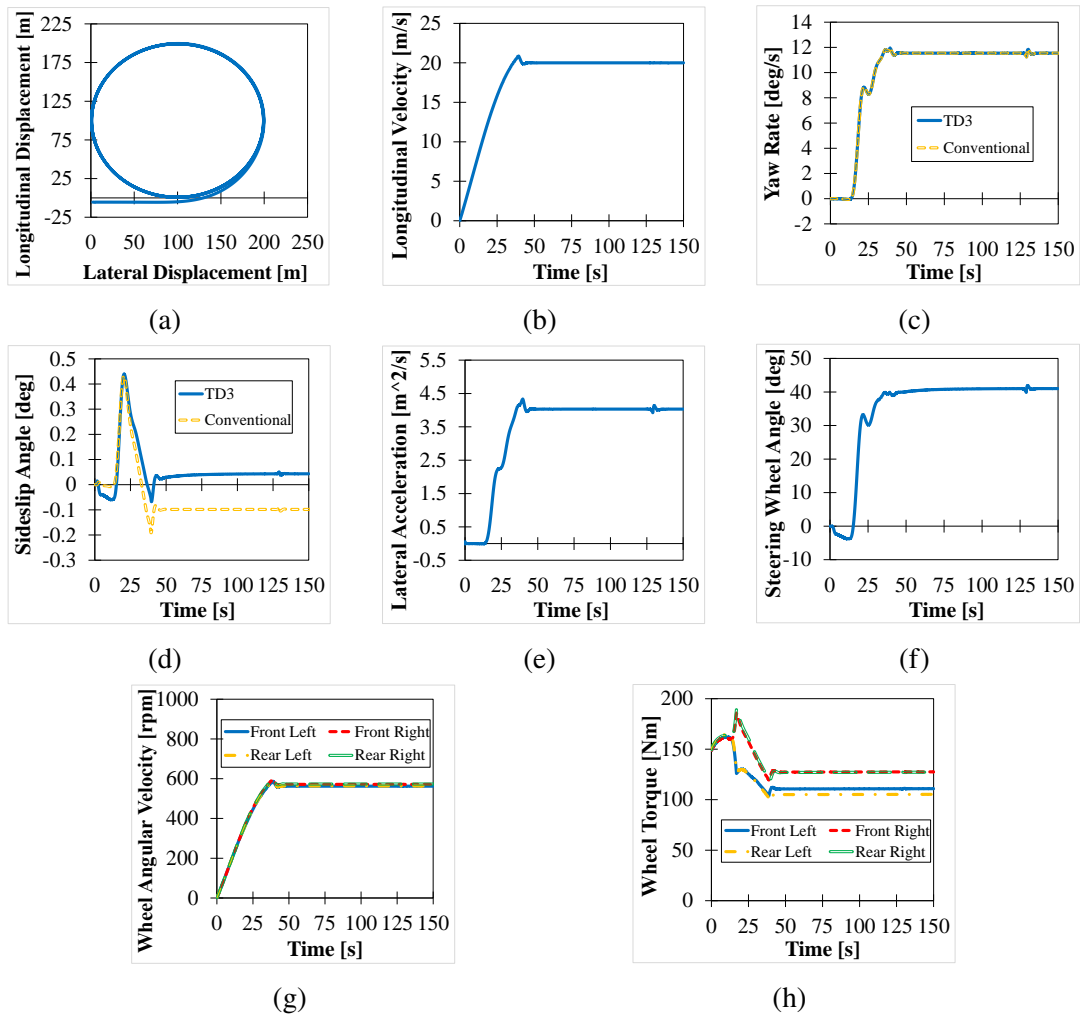 Longitudinal Displacement [m]
225
175
125
75
25
-25
0 50 100 150 200 250
Lateral Displacement [m]
(a)
Longitudinal Velocity [m/s]
25
20
15
10
5
0
0 25 50 75 100 125 150
Time [s]
(b)
Yaw Rate [deg/s]
14
12
10
8
6
4
2
0
-2
TD3
Conventional
0 25 50 75 100 125 150
Time [s]
(c)
Sideslip Angle [deg]
0.5
0.4
0.3
0.2
0.1
0
-0.1
-0.2
-0.3
TD3
Conventional
0 25 50 75 100 125 150
Time [s]
(d)
Lateral Acceleration [m^2/s]
5.5
4.5
3.5
2.5
1.5
0.5
-0.5
0 25 50 75 100 125 150
Time [s]
(e)
Steering Wheel Angle [deg]
50
40
30
20
10
0
-10
0 25 50 75 100 125 150
Time [s]
(f)
Wheel Angular Velocity [rpm]
1000
800
600
400
200
0
Front Left Front Right
Rear Left Rear Right
0 25 50 75 100 125 150
Time [s]
(g)
Wheel Torque [Nm]
200
150
100
50
0
Front Left Front Right
Rear Left Rear Right
0 25 50 75 100 125 150
Time [s]
(h)